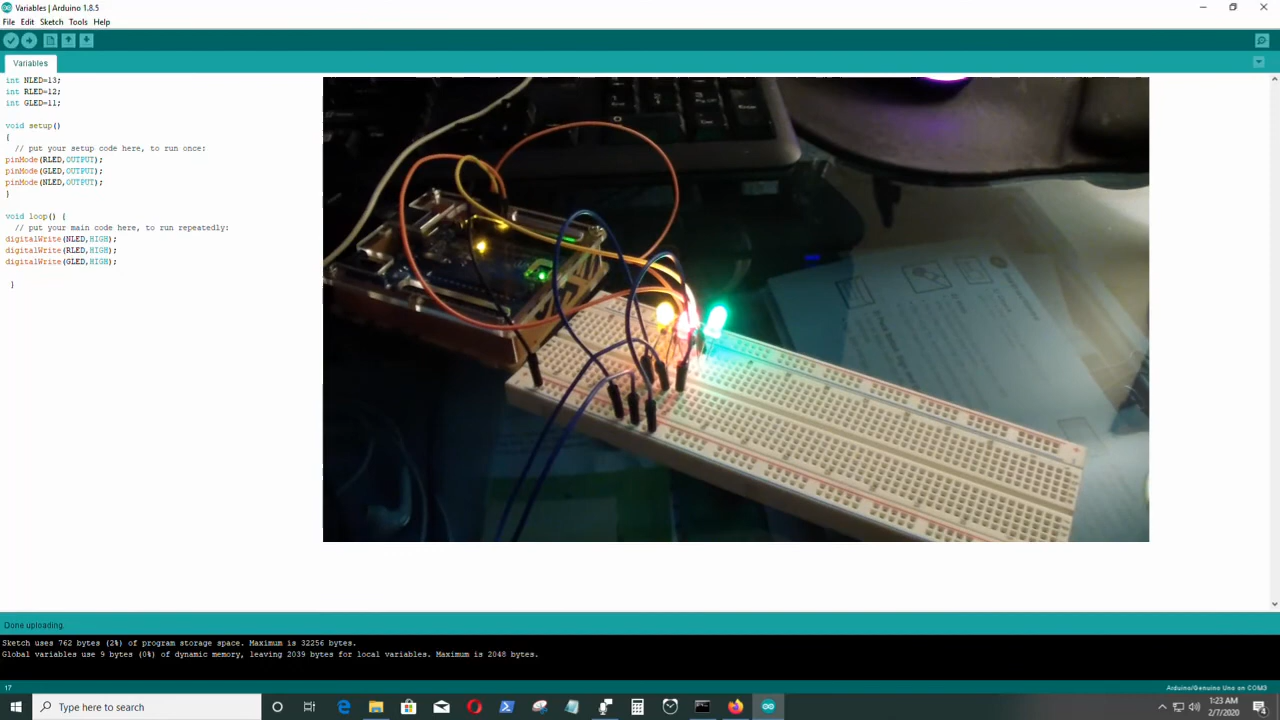 Variables | Arduino 1.8.5
File Edit Sketch Tools Help
Variables
int NLED=13;
int RLED=12;
int GLED=11;
void setup()
{
// put your setup code here, to run once:
pinMode(RLED,OUTPUT);
pinMode(GLED,OUTPUT);
pinMode(NLED,OUTPUT);
}
void loop() {
// put your main code here, to run repeatedly:
digitalWrite(NLED,HIGH);
digitalWrite(RLED,HIGH);
digitalWrite(GLED,HIGH);
}
Done uploading.
Sketch uses 762 bytes (2%) of program storage space. Maximum is 32256 bytes.
Global variables use 9 bytes (0%) of dynamic memory, leaving 2039 bytes for local variables. Maximum is 2048 bytes.
17
Arduino/Genuino Uno on COM3
Type here to search
1:23 AM
2/7/2020
4